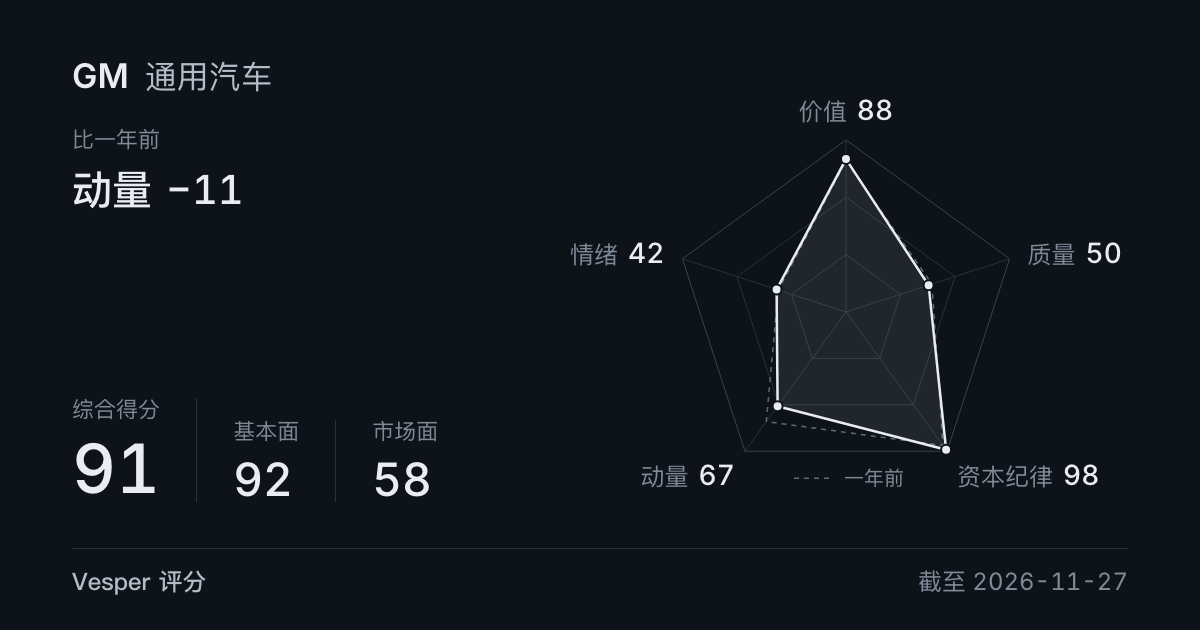 GM 通用汽车
比一年前
动量 −11
价值 88
情绪 42
质量 50
动量 67
一年前
资本纪律 98
综合得分
91
基本面
92
市场面
58
Vesper 评分
截至 2026-11-27